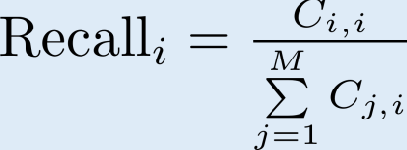 Recall_i = \frac{C_{i,i}}{\sum_{j=1}^{M} C_{j,i}}